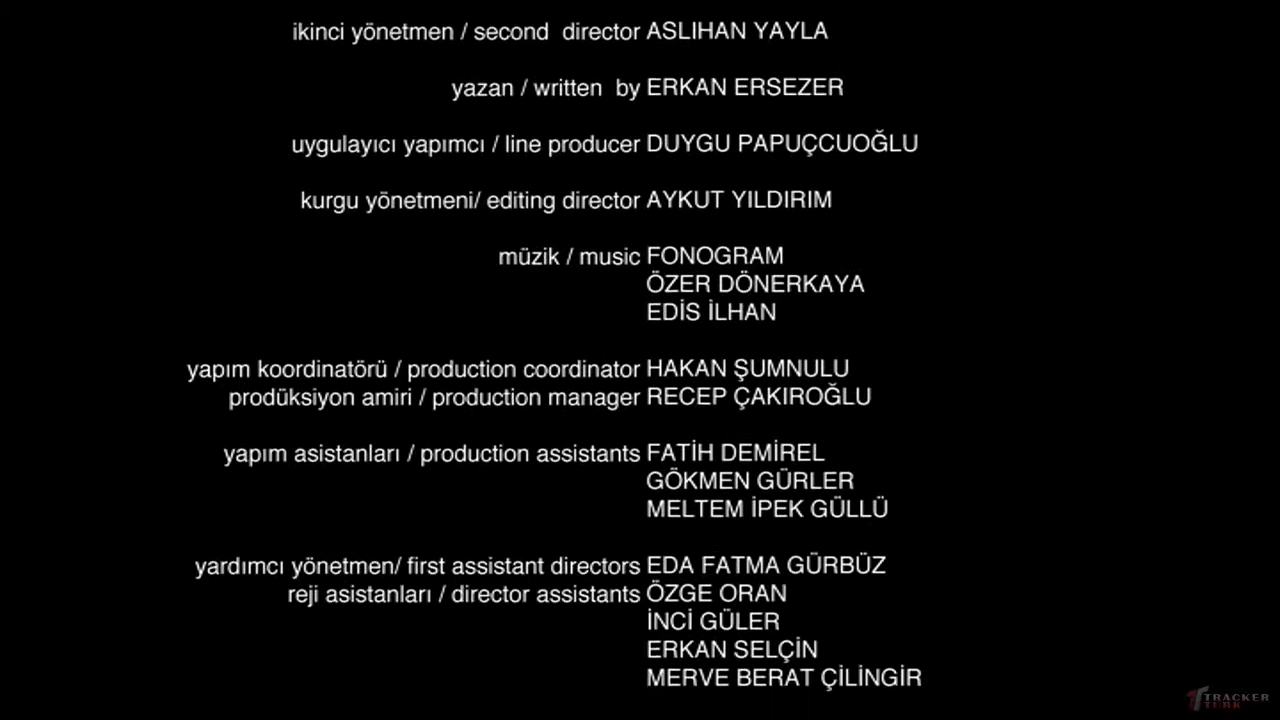 ikinci yönetmen / second  director ASLIHAN YAYLA
yazan / written  by ERKAN ERSEZER
uygulayıcı yapımcı / line producer DUYGU PAPUÇCUOĞLU
kurgu yönetmeni/ editing director AYKUT YILDIRIM
müzik / music FONOGRAM
ÖZER DÖNERKAYA
EDİS İLHAN
yapım koordinatörü / production coordinator HAKAN ŞUMNULU
prodüksiyon amiri / production manager RECEP ÇAKIROĞLU
yapım asistanları / production assistants FATİH DEMİREL
GÖKMEN GÜRLER
MELTEM İPEK GÜLLÜ
yardımcı yönetmen/ first assistant directors EDA FATMA GÜRBÜZ
reji asistanları / director assistants ÖZGE ORAN
İNCİ GÜLER
ERKAN SELÇİN
MERVE BERAT ÇİLİNGİR
TRACKER
TURK